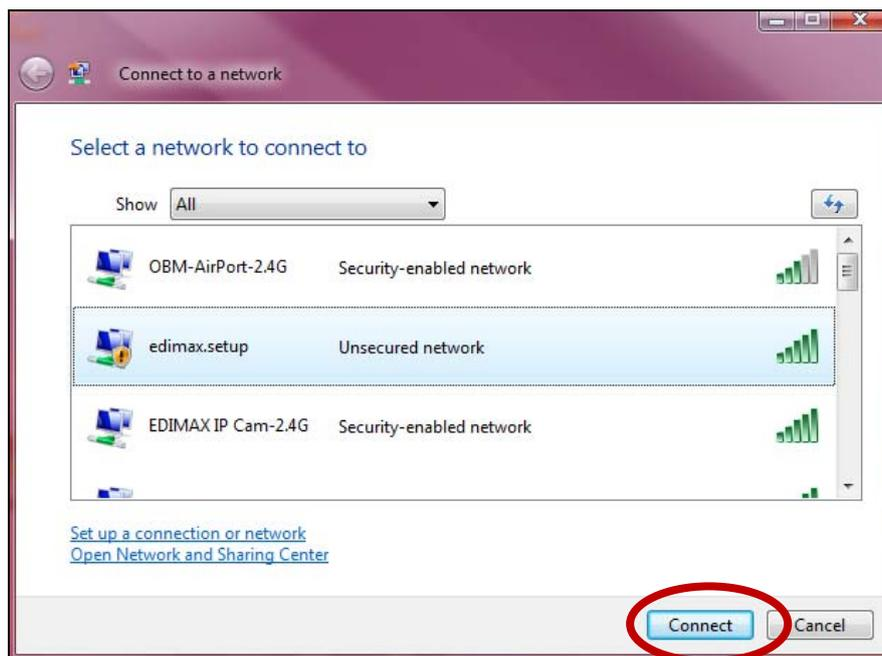 Connect to a network
Select a network to connect to
Show All
OBM-AirPort-2.4G Security-enabled network
edimax.setup Unsecured network
EDIMAX IP Cam-2.4G Security-enabled network
Set up a connection or network
Open Network and Sharing Center
Connect Cancel